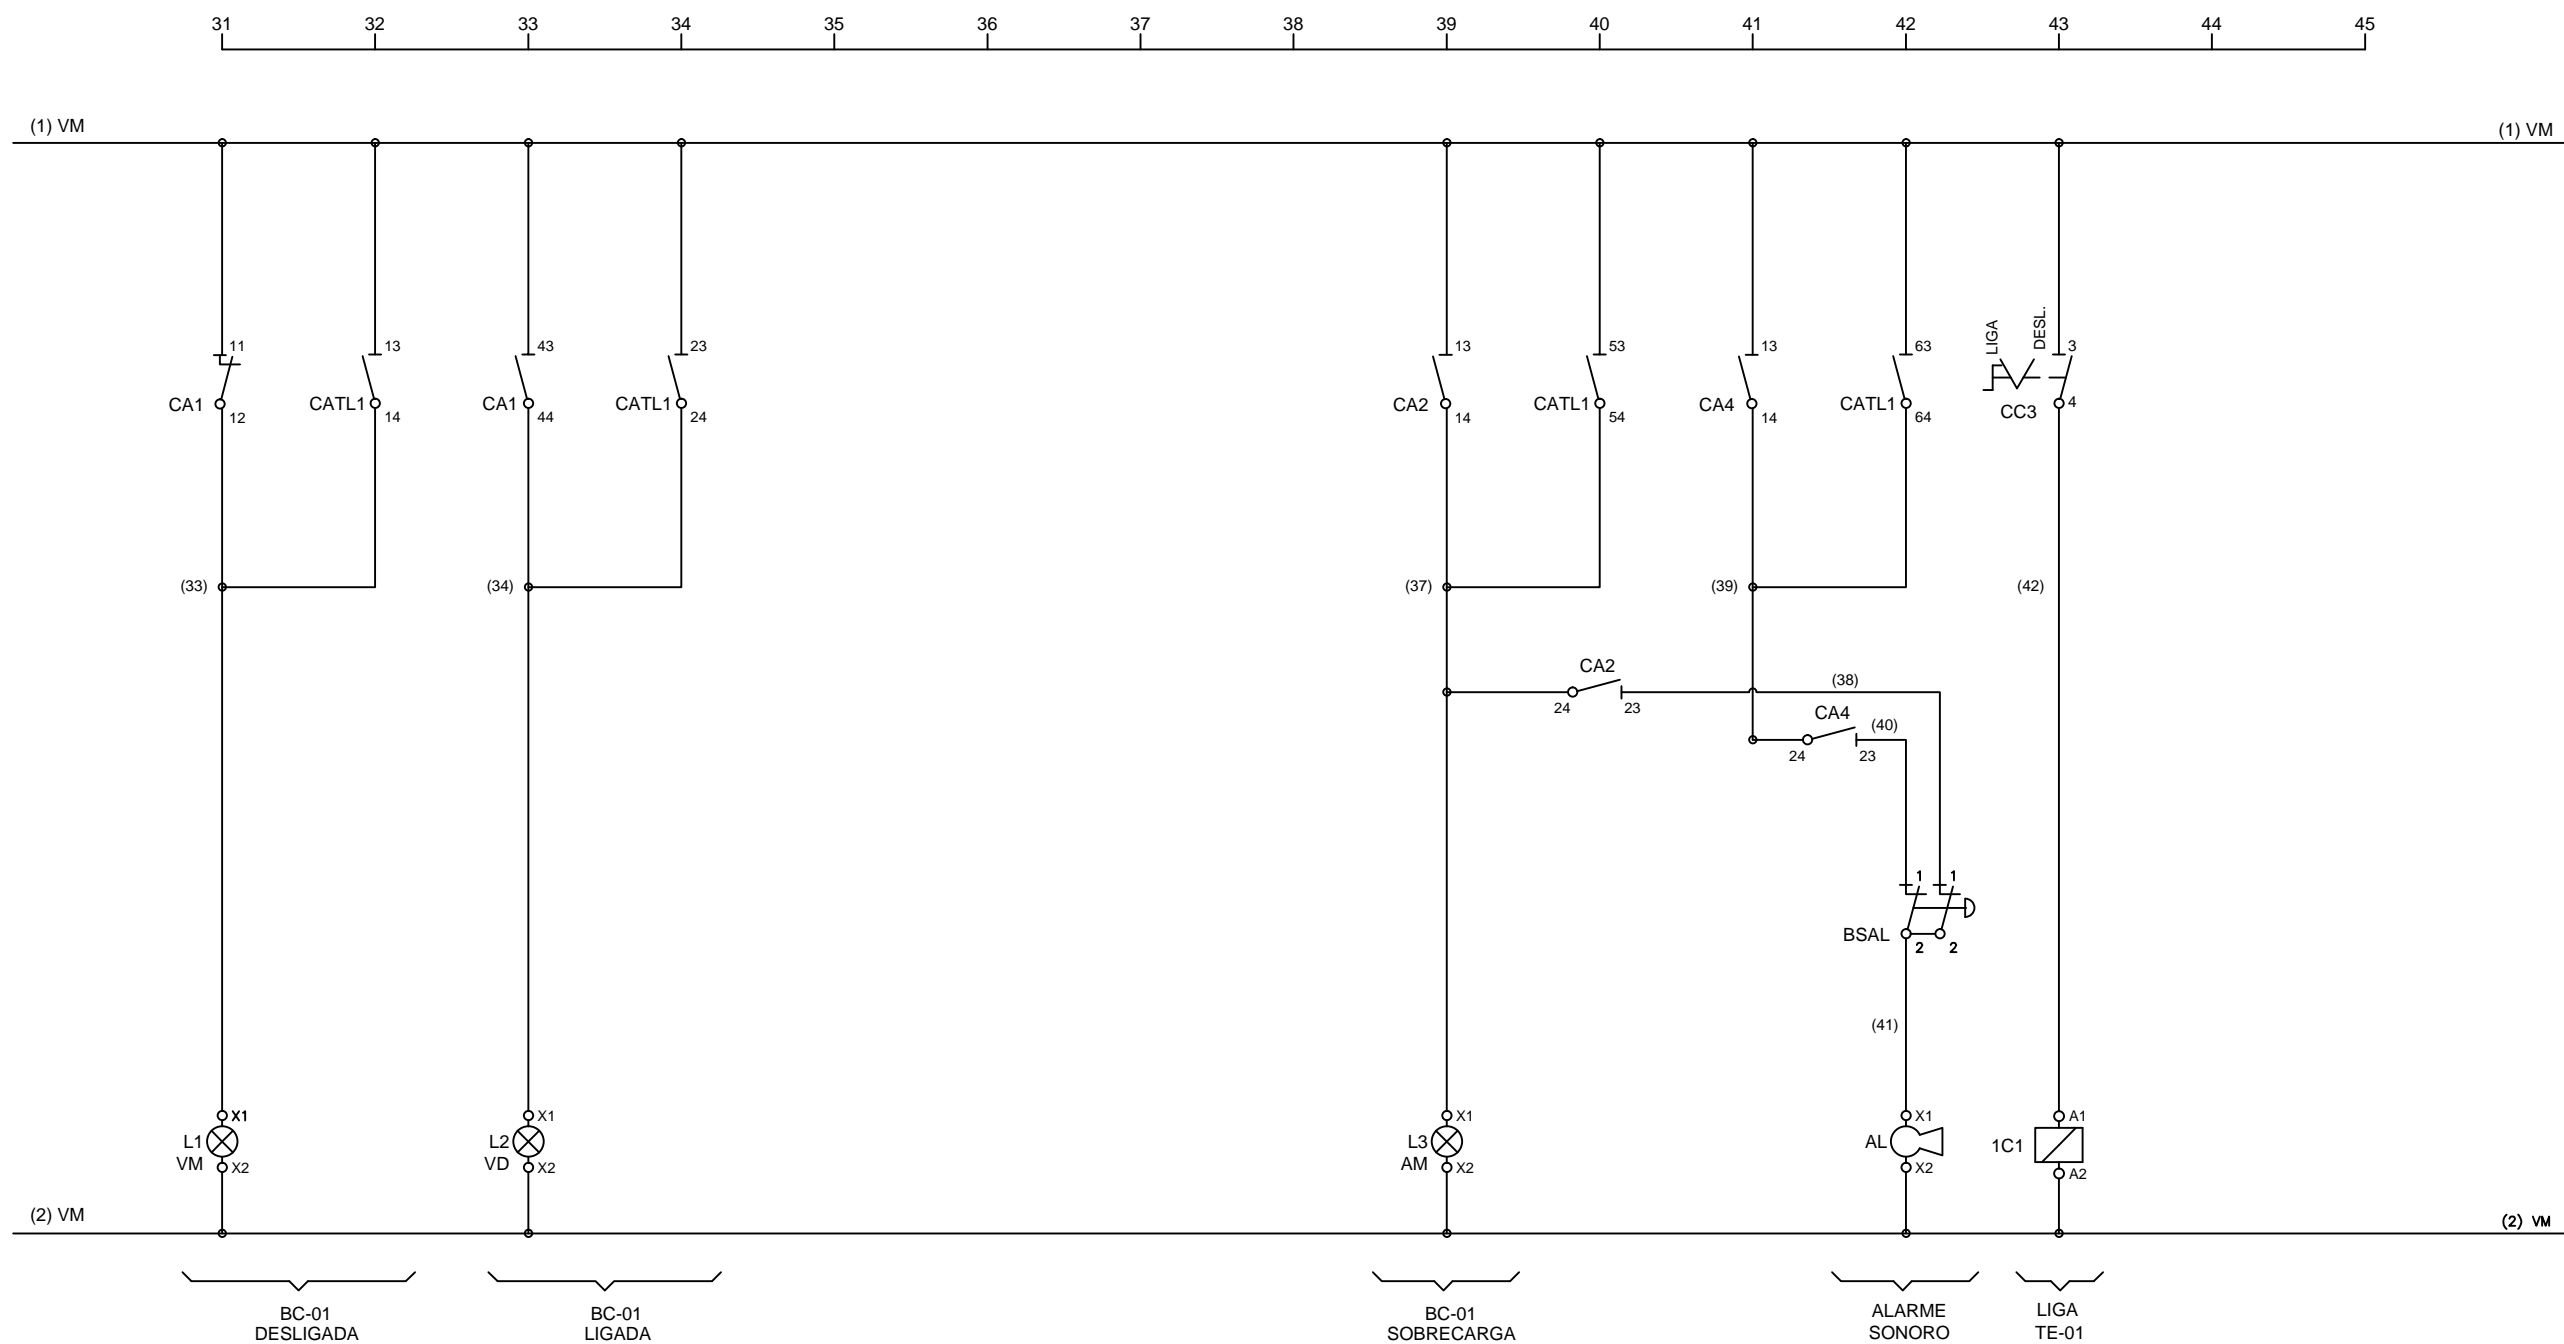 31 32 33 34 35 36 37 38 39 40 41 42 43 44 45
(1) VM (1) VM
LIGA DESL.
11 13 43 23 13 53 13 63 3
CA1 CATL1 CA1 CATL1 CA2 CATL1 CA4 CATL1 CC3
12 14 44 24 14 54 14 64 4
(33) (34) (37) (39) (42)
CA2
(38)
24 23
CA4
(40)
24 23
1 1
BSAL
2 2
(41)
X1 X1 X1 X1 A1
L1 L2 L3 AL 1C1
VM VD AM
X2 X2 X2 X2 A2
(2) VM (2) VM
BC-01
DESLIGADA
BC-01
LIGADA
BC-01
SOBRECARGA
ALARME
SONORO
LIGA
TE-01